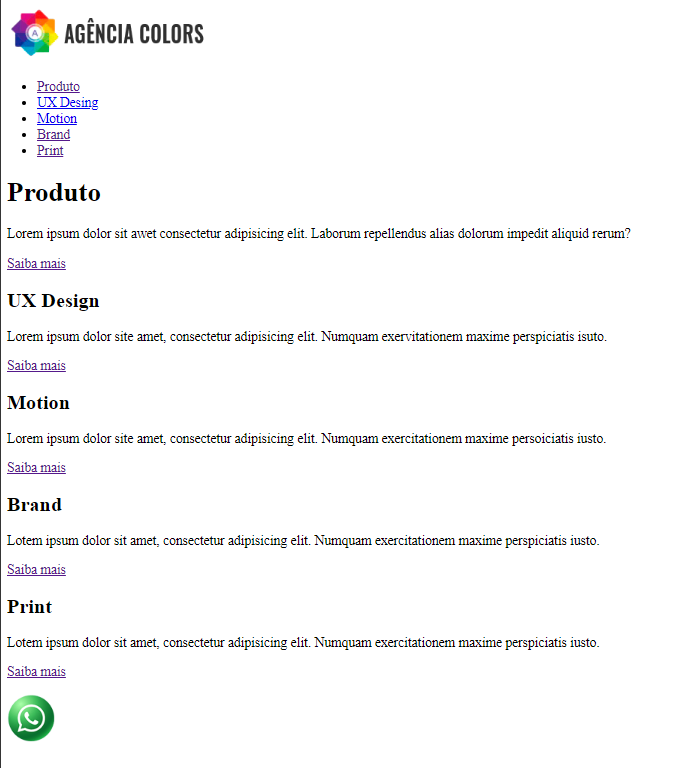 A
AGÊNCIA COLORS
Produto
UX Desing
Motion
Brand
Print
Produto
Lorem ipsum dolor sit awet consectetur adipisicing elit. Laborum repellendus alias dolorum impedit aliquid rerum?
Saiba mais
UX Design
Lorem ipsum dolor site amet, consectetur adipisicing elit. Numquam exervitationem maxime perspiciatis isuto.
Saiba mais
Motion
Lorem ipsum dolor site amet, consectetur adipisicing elit. Numquam exercitationem maxime persoiciatis iusto.
Saiba mais
Brand
Lotem ipsum dolor sit amet, consectetur adipisicing elit. Numquam exercitationem maxime perspiciatis iusto.
Saiba mais
Print
Lotem ipsum dolor sit amet, consectetur adipisicing elit. Numquam exercitationem maxime perspiciatis iusto.
Saiba mais